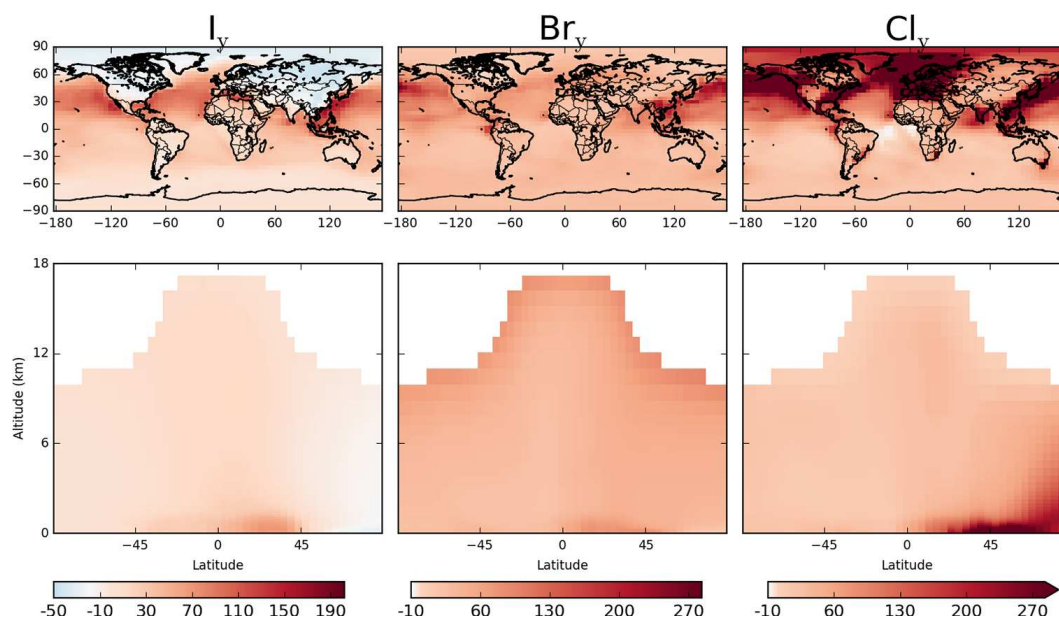 I_y Br_y Cl_y
90
60
30
0
−30
−60
−90
−180 −120 −60 0 60 120 −180 −120 −60 0 60 120 −180 −120 −60 0 60 120
18
12
6
0
Altitude (km)
−45 0 45 −45 0 45 −45 0 45
Latitude Latitude Latitude
-50 -10 30 70 110 150 190 -10 60 130 200 270 -10 60 130 200 270